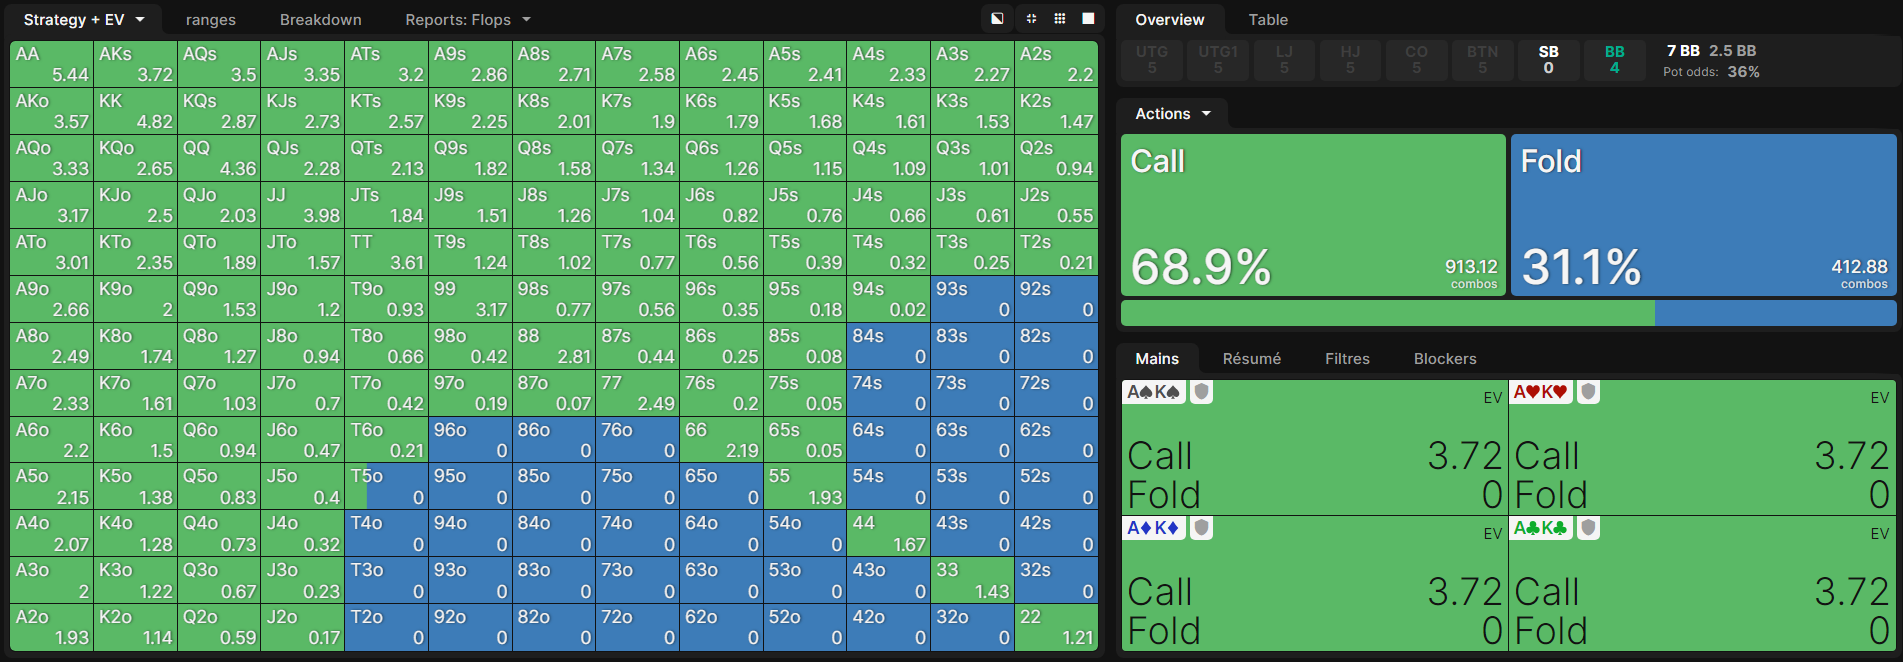 Strategy + EV ranges Breakdown Reports: Flops
AA AKs AQs AJs ATs A9s A8s A7s A6s A5s A4s A3s A2s
5.44 3.72 3.5 3.35 3.2 2.86 2.71 2.58 2.45 2.41 2.33 2.27 2.2
AKo KK KQs KJs KTs K9s K8s K7s K6s K5s K4s K3s K2s
3.57 4.82 2.87 2.73 2.57 2.25 2.01 1.9 1.79 1.68 1.61 1.53 1.47
AQo KQo QQ QJs QTs Q9s Q8s Q7s Q6s Q5s Q4s Q3s Q2s
3.33 2.65 4.36 2.28 2.13 1.82 1.58 1.34 1.26 1.15 1.09 1.01 0.94
AJo KJo QJo JJ JTs J9s J8s J7s J6s J5s J4s J3s J2s
3.17 2.5 2.03 3.98 1.84 1.51 1.26 1.04 0.82 0.76 0.66 0.61 0.55
ATo KTo QTo JTo TT T9s T8s T7s T6s T5s T4s T3s T2s
3.01 2.35 1.89 1.57 3.61 1.24 1.02 0.77 0.56 0.39 0.32 0.25 0.21
A9o K9o Q9o J9o T9o 99 98s 97s 96s 95s 94s 93s 92s
2.66 2 1.53 1.2 0.93 3.17 0.77 0.56 0.35 0.18 0.02 0 0
A8o K8o Q8o J8o T8o 98o 88 87s 86s 85s 84s 83s 82s
2.49 1.74 1.27 0.94 0.66 0.42 2.81 0.44 0.25 0.08 0 0 0
A7o K7o Q7o J7o T7o 97o 87o 77 76s 75s 74s 73s 72s
2.33 1.61 1.03 0.7 0.42 0.19 0.07 2.49 0.2 0.05 0 0 0
A6o K6o Q6o J6o T6o 96o 86o 76o 66 65s 64s 63s 62s
2.2 1.5 0.94 0.47 0.21 0 0 0 2.19 0.05 0 0 0
A5o K5o Q5o J5o T5o 95o 85o 75o 65o 55 54s 53s 52s
2.15 1.38 0.83 0.4 0 0 0 0 0 1.93 0 0 0
A4o K4o Q4o J4o T4o 94o 84o 74o 64o 54o 44 43s 42s
2.07 1.28 0.73 0.32 0 0 0 0 0 0 1.67 0 0
A3o K3o Q3o J3o T3o 93o 83o 73o 63o 53o 43o 33 32s
2 1.22 0.67 0.23 0 0 0 0 0 0 0 1.43 0
A2o K2o Q2o J2o T2o 92o 82o 72o 62o 52o 42o 32o 22
1.93 1.14 0.59 0.17 0 0 0 0 0 0 0 0 1.21
Overview Table
UTG UTG1 LJ HJ CO BTN SB BB 7 BB 2.5 BB
5 5 5 5 5 5 0 4 Pot odds: 36%
Actions
Call Fold
68.9% 913.12 combos 31.1% 412.88 combos
Mains Résumé Filtres Blockers
A♠K♠ EV A♥K♥ EV
Call 3.72 Call 3.72
Fold 0 Fold 0
A♦K♦ EV A♣K♣ EV
Call 3.72 Call 3.72
Fold 0 Fold 0